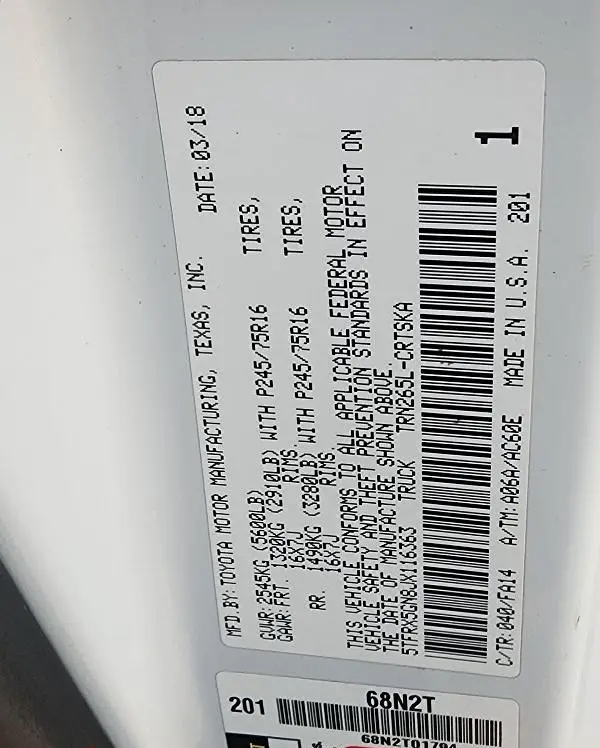 MFD.BY: TOYOTA MOTOR MANUFACTURING, TEXAS, INC. DATE: 03/18
GVWR: 2545KG (5600LB)
GAWR: FRT. 1320KG (2910LB) WITH P245/75R16 TIRES,
16X7J RIMS.
RR. 1490KG (3280LB) WITH P245/75R16 TIRES,
16X7J RIMS.
THIS VEHICLE CONFORMS TO ALL APPLICABLE FEDERAL MOTOR
VEHICLE SAFETY AND THEFT PREVENTION STANDARDS IN EFFECT ON
THE DATE OF MANUFACTURE SHOWN ABOVE.
5TFRX5GN8JX116363 TRUCK TRN265L-CRTSKA
1
C/TR: 040/FA14 A/TM: A06A/AC60E MADE IN U.S.A. 201
201 68N2T